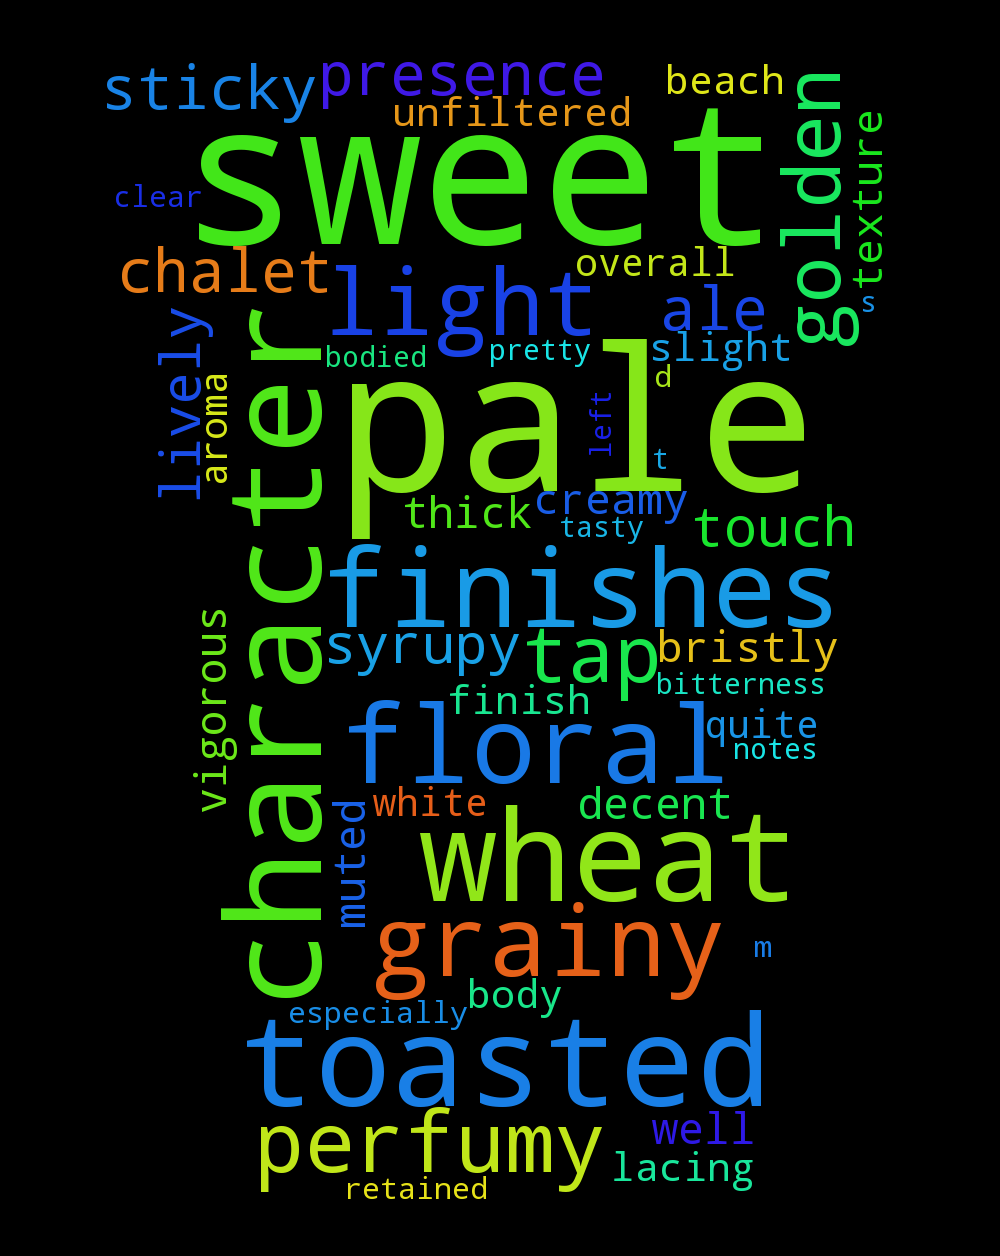 sticky
presence
beach
unfiltered
sweet
golden
texture
clear
chalet
overall
light
ale
s
lively
slight
bodied
pretty
aroma
character
pale
d
left
t
thick
creamy
tasty
touch
finishes
syrupy
tap
bristly
vigorous
bitterness
finish
floral
quite
notes
white
decent
muted
wheat
grainy
m
body
especially
toasted
perfumy
well
lacing
retained